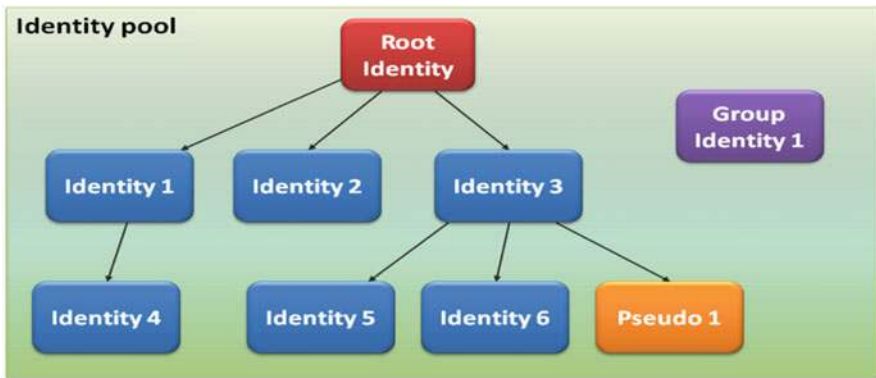 Identity pool
Root
Identity
Group
Identity 1
Identity 1
Identity 2
Identity 3
Identity 4
Identity 5
Identity 6
Pseudo 1